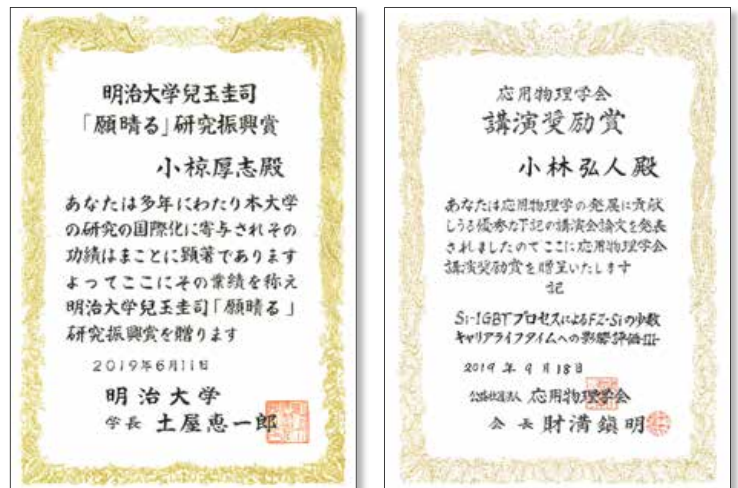 明治大学兒玉圭司
「願晴る」研究振興賞
小椋厚志殿
あなたは多年にわたり本大学
の研究の国際化に寄与されその
功績はまことに顕著であります
よってここにその業績を称え
明治大学兒玉圭司「願晴る」
研究振興賞を贈ります
2019年6月11日
明治大学
学長 土屋恵一郎
応用物理学会
講演奨励賞
小林弘人殿
あなたは応用物理学の発展に貢献
しうる優秀な下記の講演会論文を発表
されましたのでここに応用物理学会
講演奨励賞を贈呈いたします
記
Si-IGBTプロセスによるFZ-Siの少数
キャリアライフタイムへの影響評価III-
2019年9月18日
公益社団法人 応用物理学会
会長 財満鎭明